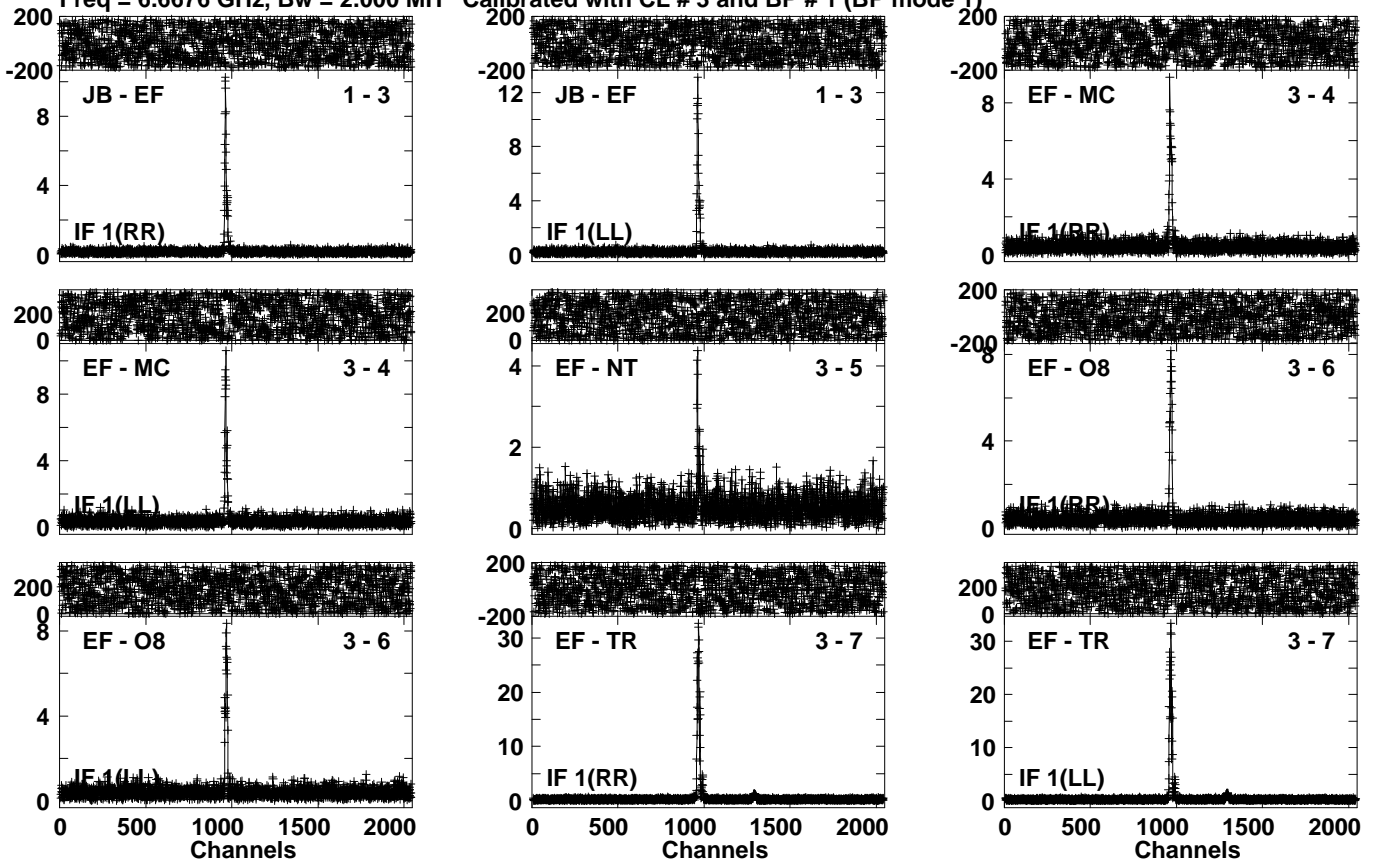 Freq = 6.6676 GHz, Bw = 2.000 MH Calibrated with CL # 3 and BP # 1 (BP mode 1)
200
-200
JB - EF 1 - 3
8
4
0
IF 1(RR)
JB - EF 1 - 3
12
8
4
0
IF 1(LL)
200
-200
EF - MC 3 - 4
8
4
0
IF 1(RR)
200
0
EF - MC 3 - 4
8
4
0
IF 1(LL)
200
0
EF - NT 3 - 5
4
2
0
200
-200
EF - O8 3 - 6
8
4
0
IF 1(RR)
200
0
EF - O8 3 - 6
8
4
0
IF 1(LL)
0 500 1000 1500 2000
Channels
200
-200
EF - TR 3 - 7
30
20
10
0
IF 1(RR)
0 500 1000 1500 2000
Channels
200
0
EF - TR 3 - 7
30
20
10
0
IF 1(LL)
0 500 1000 1500 2000
Channels